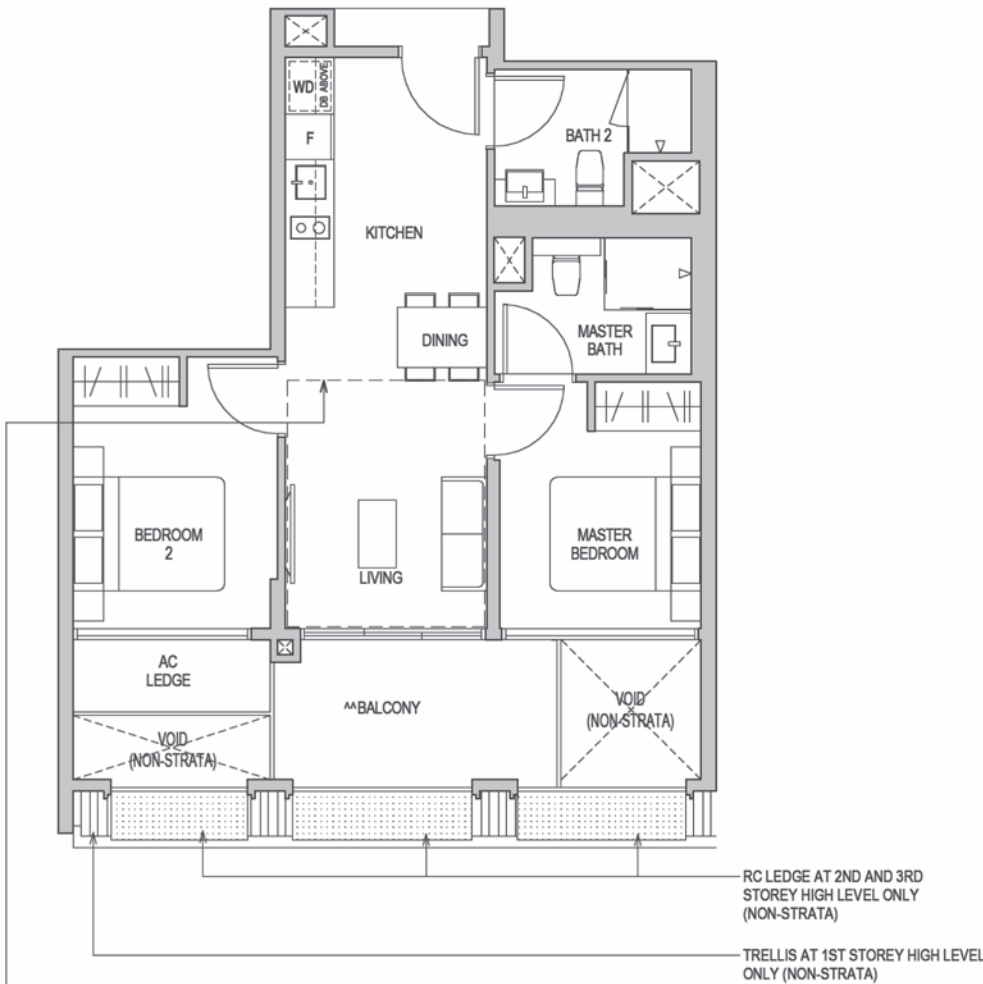 WD
DB ABOVE
F
BATH 2
KITCHEN
DINING
MASTER
BATH
BEDROOM
2
MASTER
BEDROOM
LIVING
AC
LEDGE
^^BALCONY
VOID
(NON-STRATA)
VOID
(NON-STRATA)
RC LEDGE AT 2ND AND 3RD
STOREY HIGH LEVEL ONLY
(NON-STRATA)
TRELLIS AT 1ST STOREY HIGH LEVEL
ONLY (NON-STRATA)